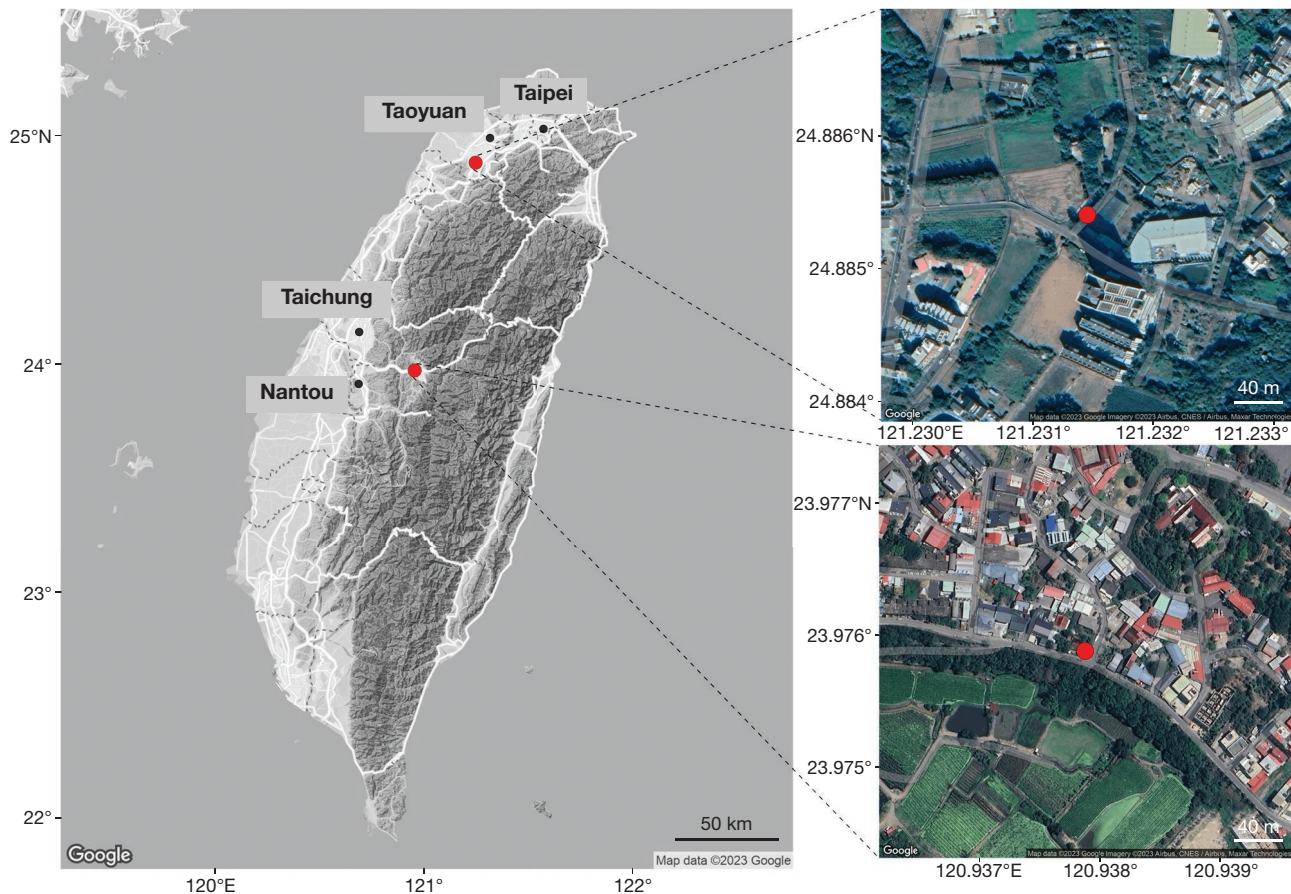 Taipei
Taoyuan
25°N
Taichung
24°
Nantou
23°
22°
50 km
Google
Map data ©2023 Google
120°E
121°
122°
24.886°N
24.885°
24.884°
40 m
Google
Map data ©2023 Google Imagery ©2023 Airbus, CNES / Airbus, Maxar Technologies
121.230°E
121.231°
121.232°
121.233°
23.977°N
23.976°
23.975°
40 m
Google
Map data ©2023 Google Imagery ©2023 Airbus, CNES / Airbus, Maxar Technologies
120.937°E
120.938°
120.939°